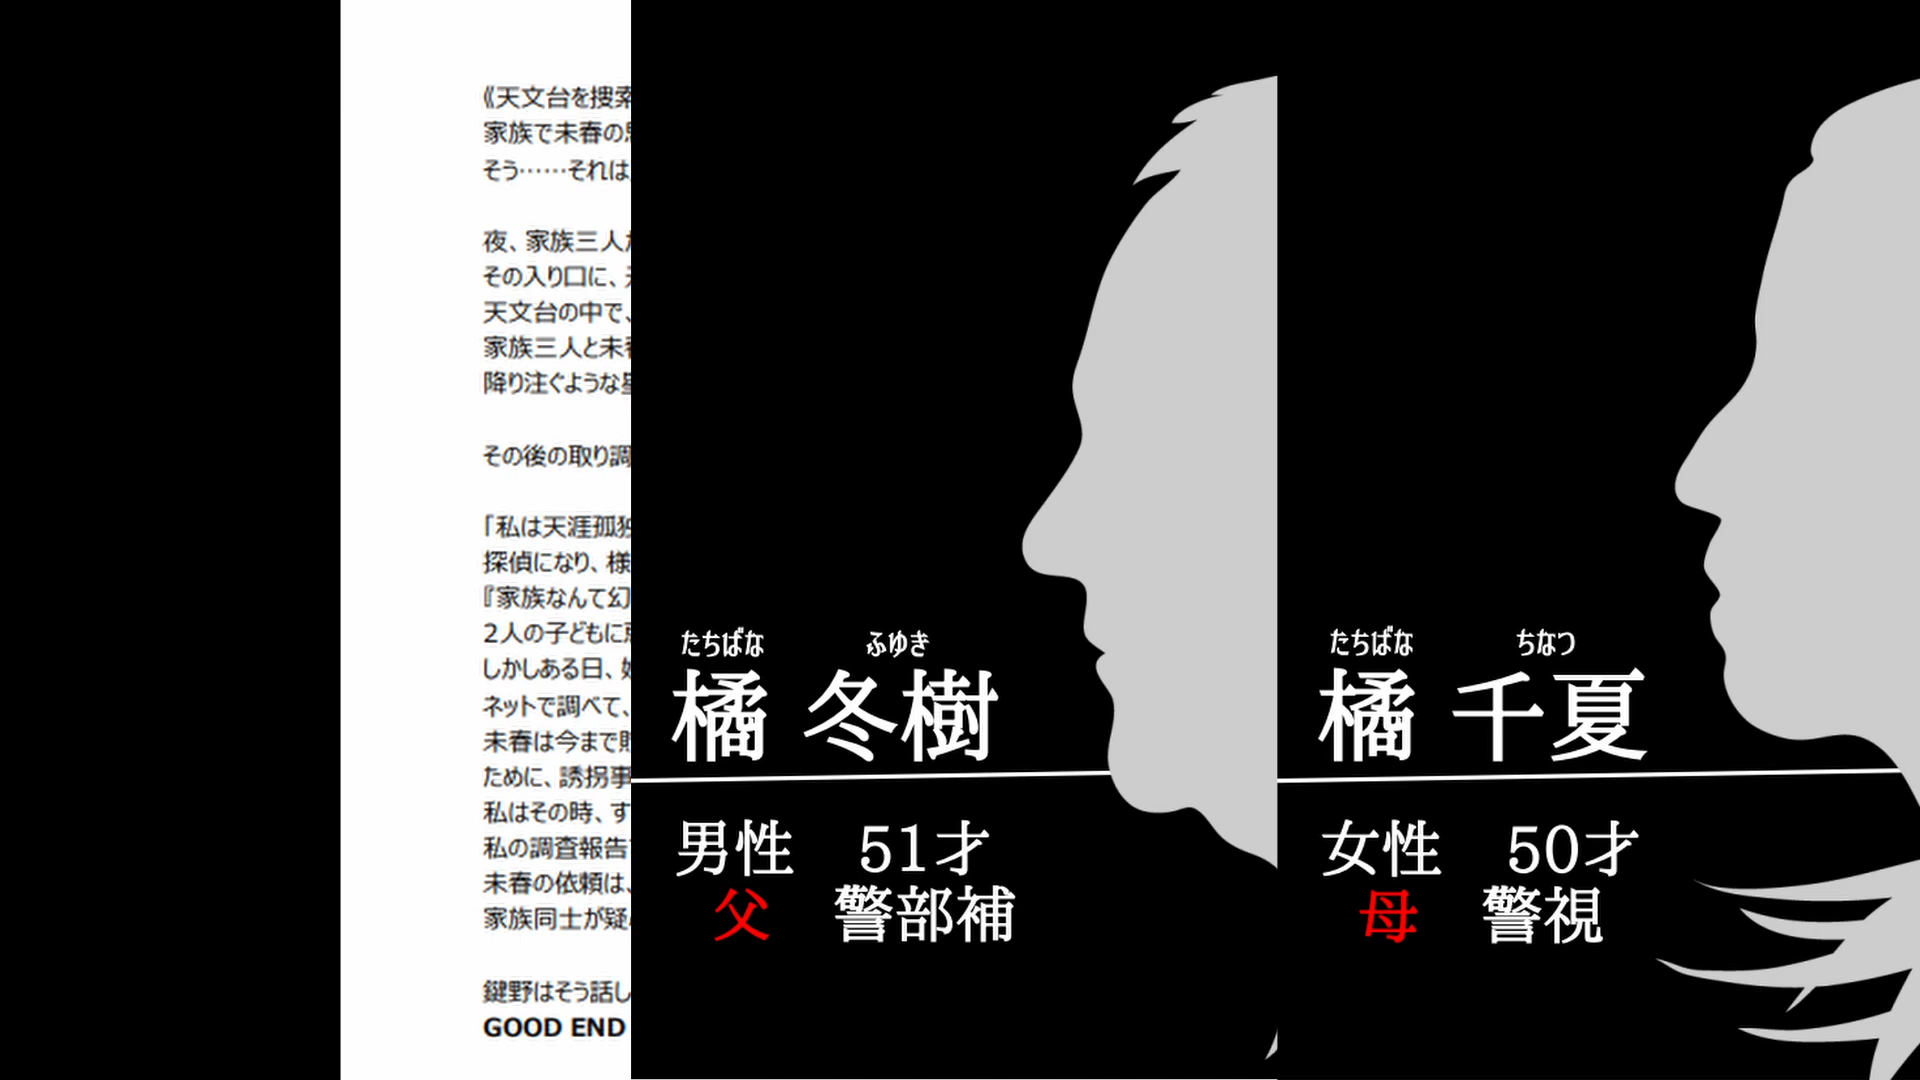 《天文台を捜索
家族で未春の
そう……それは
夜、家族三人
その入り口に、
天文台の中で、
家族三人と未春
降り注ぐような星
その後の取り調
「私は天涯孤独
探偵になり、様
『家族なんて幻
２人の子どもに
しかしある日、
ネットで調べて、
未春は今まで貯
ために、誘拐事
私はその時、す
私の調査報告
未春の依頼は、
家族同士が疑
鍵野はそう話し
GOOD END
たちばな ふゆき
橘 冬樹
男性 51才
父 警部補
たちばな ちなつ
橘 千夏
女性 50才
母 警視